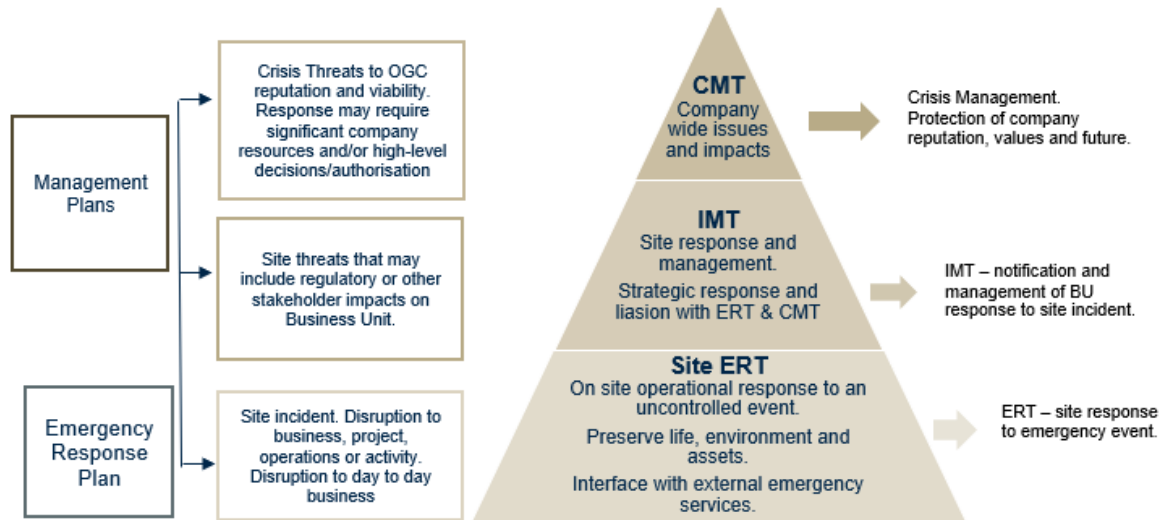 Management
Plans
Emergency
Response
Plan
Crisis Threats to OGC
reputation and viability.
Response may require
significant company
resources and/or high-level
decisions/authorisation
Site threats that may
include regulatory or other
stakeholder impacts on
Business Unit.
Site incident. Disruption to
business, project,
operations or activity.
Disruption to day to day
business
CMT
Company
wide issues
and impacts
IMT
Site response and
management.
Strategic response and
liasion with ERT & CMT
Site ERT
On site operational response to an
uncontrolled event.
Preserve life, environment and
assets.
Interface with external emergency
services.
Crisis Management.
Protection of company
reputation, values and future.
IMT – notification and
management of BU
response to site incident.
ERT – site response
to emergency event.